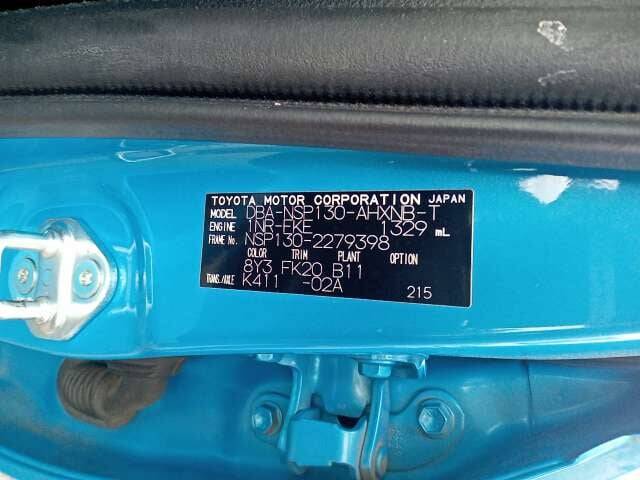 TOYOTA MOTOR CORPORATION JAPAN
MODEL DBA-NSP130-AHXNB-T
ENGINE 1NR-FKE 1329 mL
FRAME No. NSP130-2279398
COLOR TRIM PLANT OPTION
8Y3 FK20 B11
TRANS./AXLE K411 -02A
215